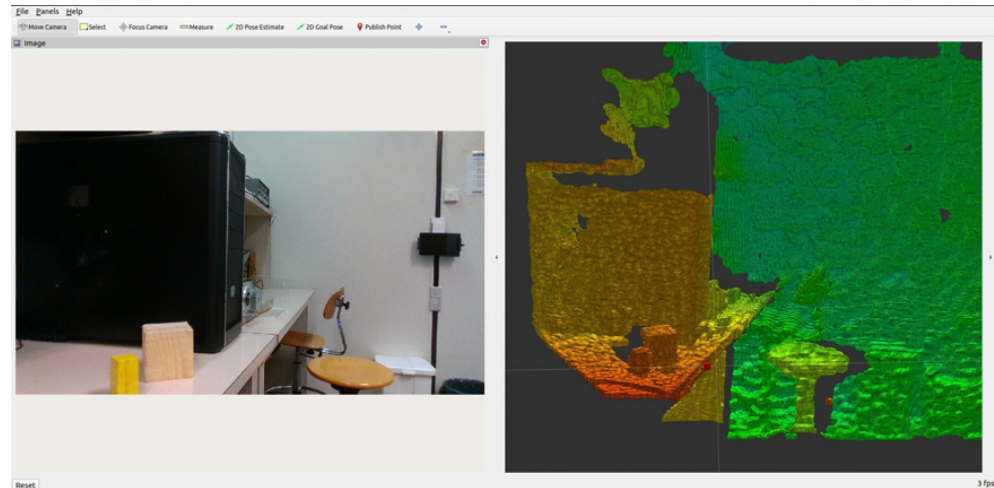 File Panels Help
Move Camera Select Focus Camera Measure 2D Pose Estimate 2D Goal Pose Publish Point
Image
Reset
3 fps